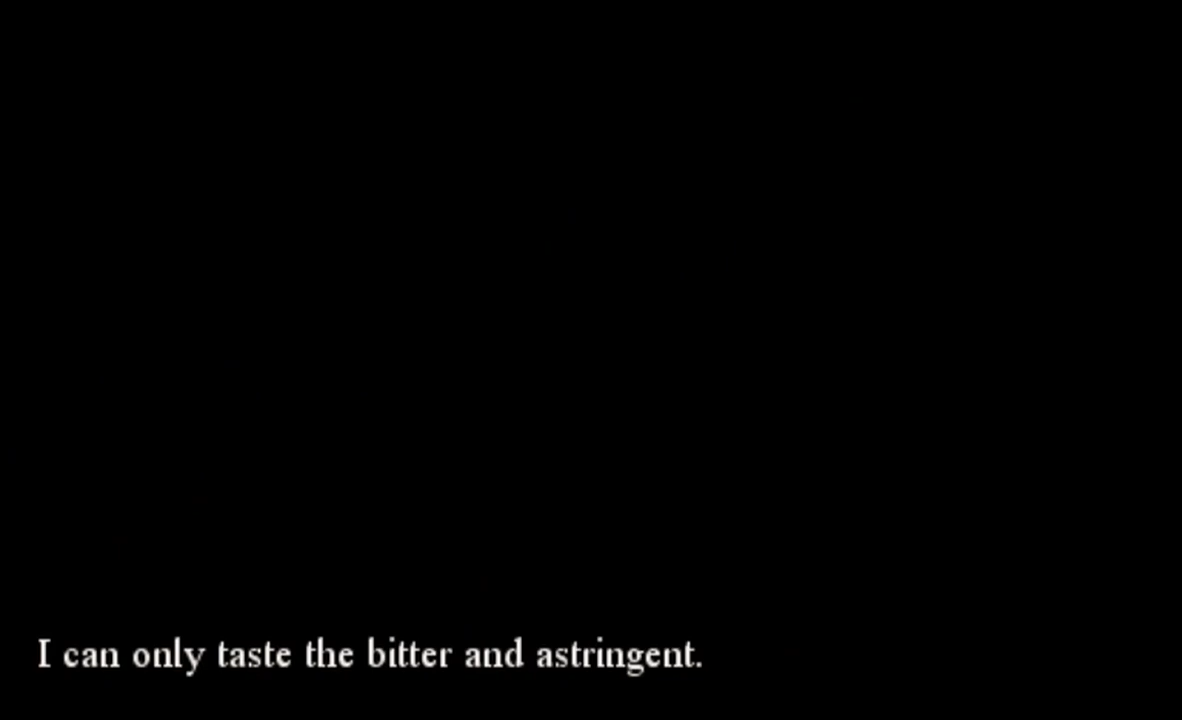 I can only taste the bitter and astringent.